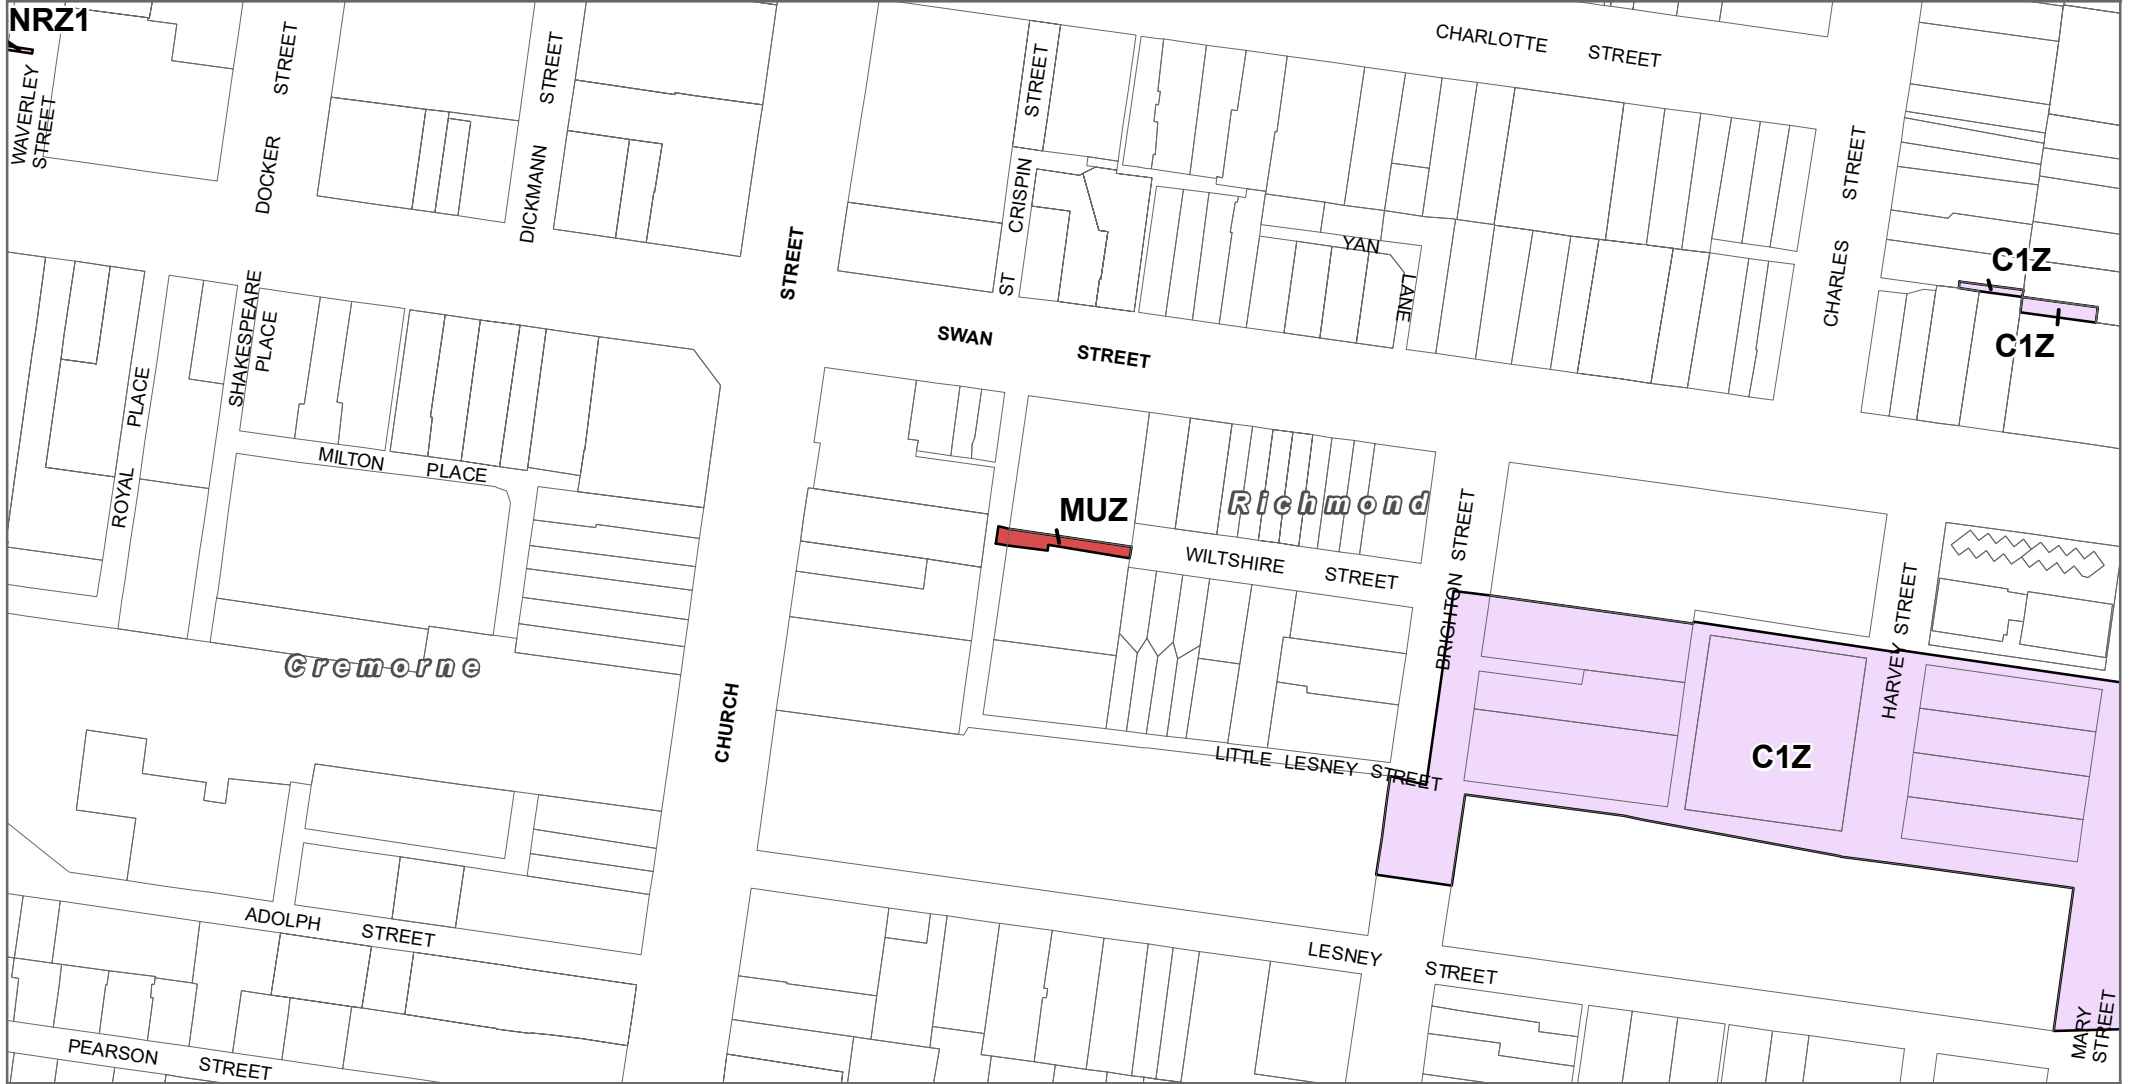 NRZ1
WAVERLEY
STREET
DOCKER STREET
DICKMANN STREET
STREET
CRISPIN
ST
CHARLOTTE STREET
CHARLES STREET
YAN
LANE
C1Z
C1Z
SWAN STREET
CHURCH STREET
ROYAL PLACE
SHAKESPEARE
PLACE
MILTON PLACE
MUZ
Richmond
WILTSHIRE STREET
BRIGHTON STREET
HARVEY STREET
Cremorne
C1Z
LITTLE LESNEY STREET
ADOLPH STREET
LESNEY STREET
PEARSON STREET
MARY
STREET